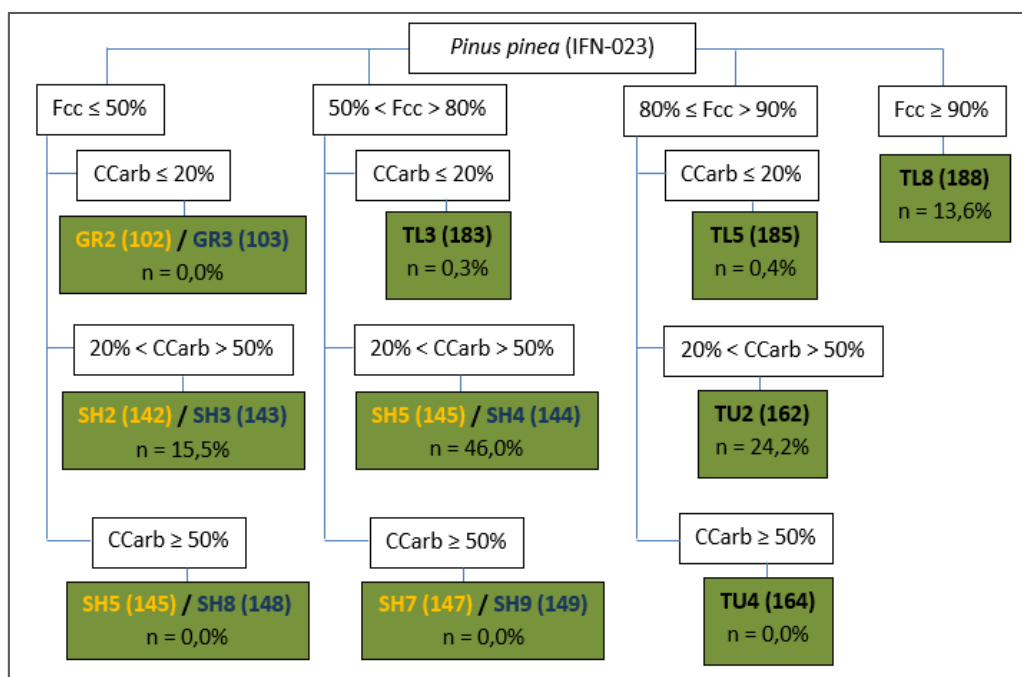 Pinus pinea (IFN-023)
Fcc ≤ 50%
50% < Fcc > 80%
80% ≤ Fcc > 90%
Fcc ≥ 90%
CCarb ≤ 20%
CCarb ≤ 20%
CCarb ≤ 20%
TL8 (188)
n = 13,6%
GR2 (102) / GR3 (103)
n = 0,0%
TL3 (183)
n = 0,3%
TL5 (185)
n = 0,4%
20% < CCarb > 50%
20% < CCarb > 50%
20% < CCarb > 50%
SH2 (142) / SH3 (143)
n = 15,5%
SH5 (145) / SH4 (144)
n = 46,0%
TU2 (162)
n = 24,2%
CCarb ≥ 50%
CCarb ≥ 50%
CCarb ≥ 50%
SH5 (145) / SH8 (148)
n = 0,0%
SH7 (147) / SH9 (149)
n = 0,0%
TU4 (164)
n = 0,0%